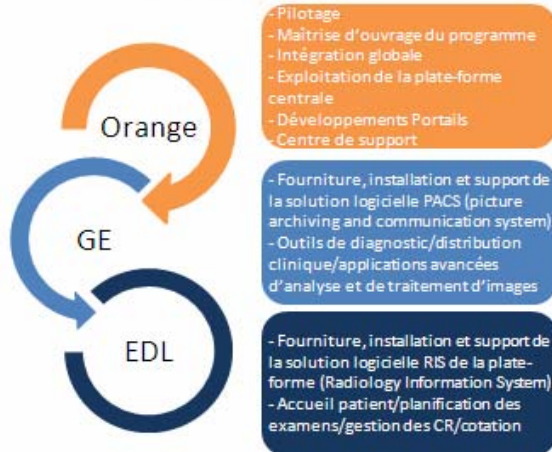 Orange
- Pilotage
- Maîtrise d'ouvrage du programme
- Intégration globale
- Exploitation de la plate-forme
centrale
- Développements Portails
- Centre de support
GE
- Fourniture, installation et support de
la solution logicielle PACS (picture
archiving and communication system)
- Outils de diagnostic/distribution
clinique/applications avancées
d'analyse et de traitement d'images
EDL
- Fourniture, installation et support de
la solution logicielle RIS de la plate-
forme (Radiology Information System)
- Accueil patient/planification des
examens/gestion des CR/cotation